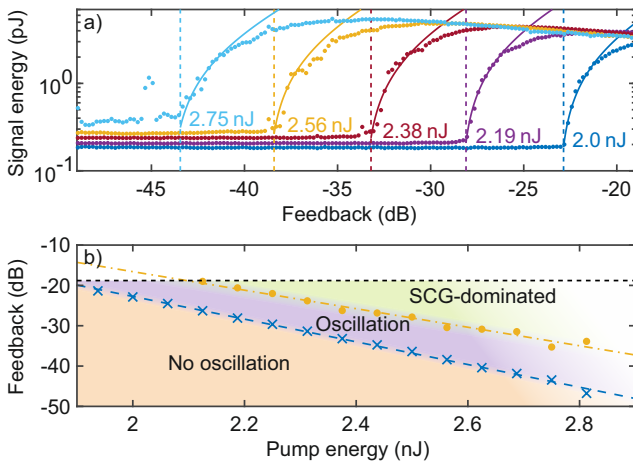 a)
Signal energy (pJ)
10⁰
10⁻¹
2.75 nJ
2.56 nJ
2.38 nJ
2.19 nJ
2.0 nJ
-45 -40 -35 -30 -25 -20
Feedback (dB)
b)
Feedback (dB)
-10
-20
-30
-40
-50
SCG-dominated
Oscillation
No oscillation
2 2.2 2.4 2.6 2.8
Pump energy (nJ)